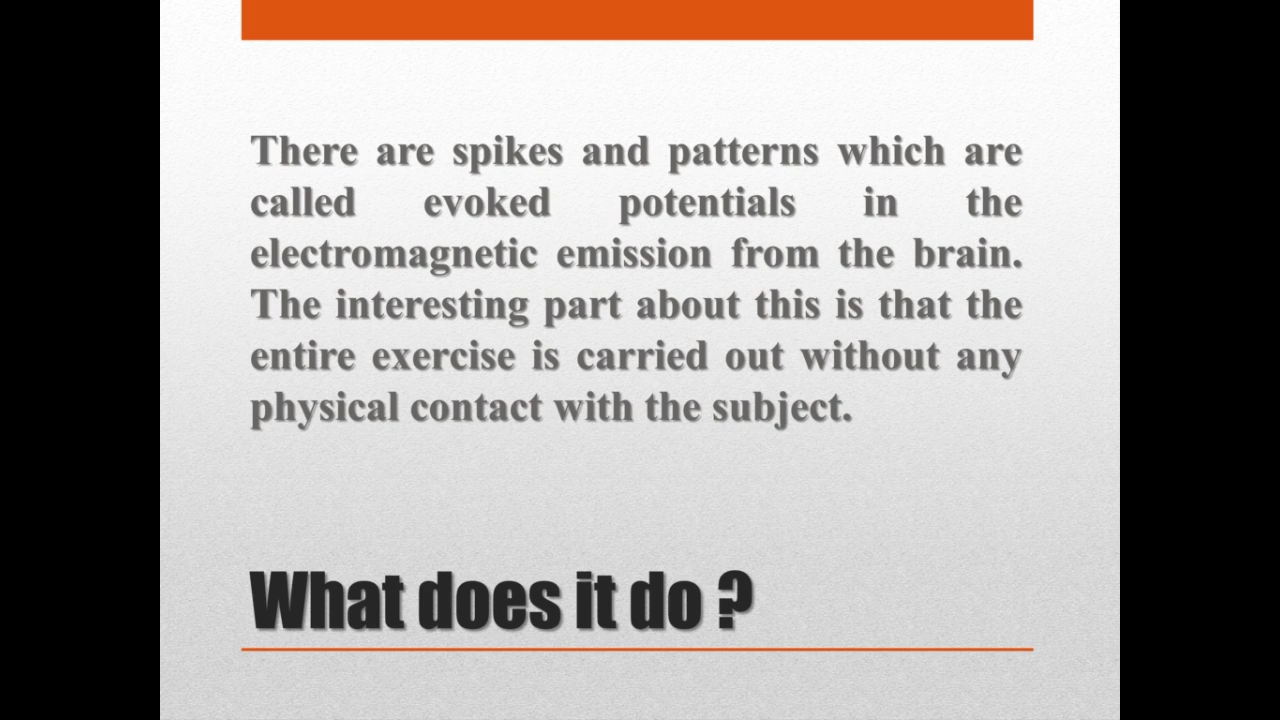 There are spikes and patterns which are
called evoked potentials in the
electromagnetic emission from the brain.
The interesting part about this is that the
entire exercise is carried out without any
physical contact with the subject.
What does it do ?